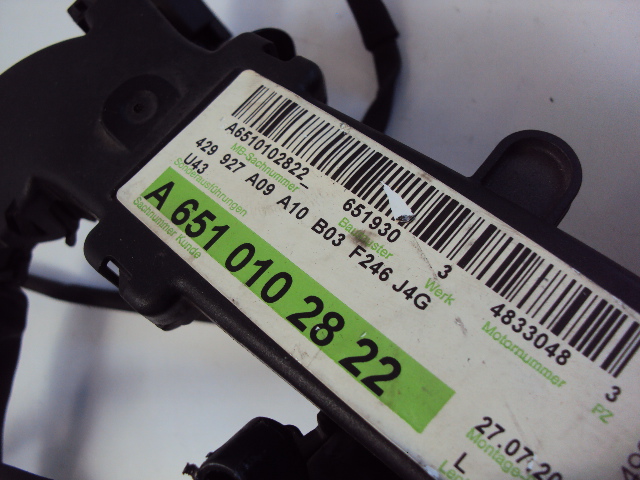 A6510102822 651930 3 4833048 3
MB-Sachnummer Baumuster Werk Motornummer PZ
429 927 A09 A10 B03 F246 J4G
U43
Sonderausführungen
A 651 010 28 22
Sachnummer Kunde
27.07.20
Montage
L